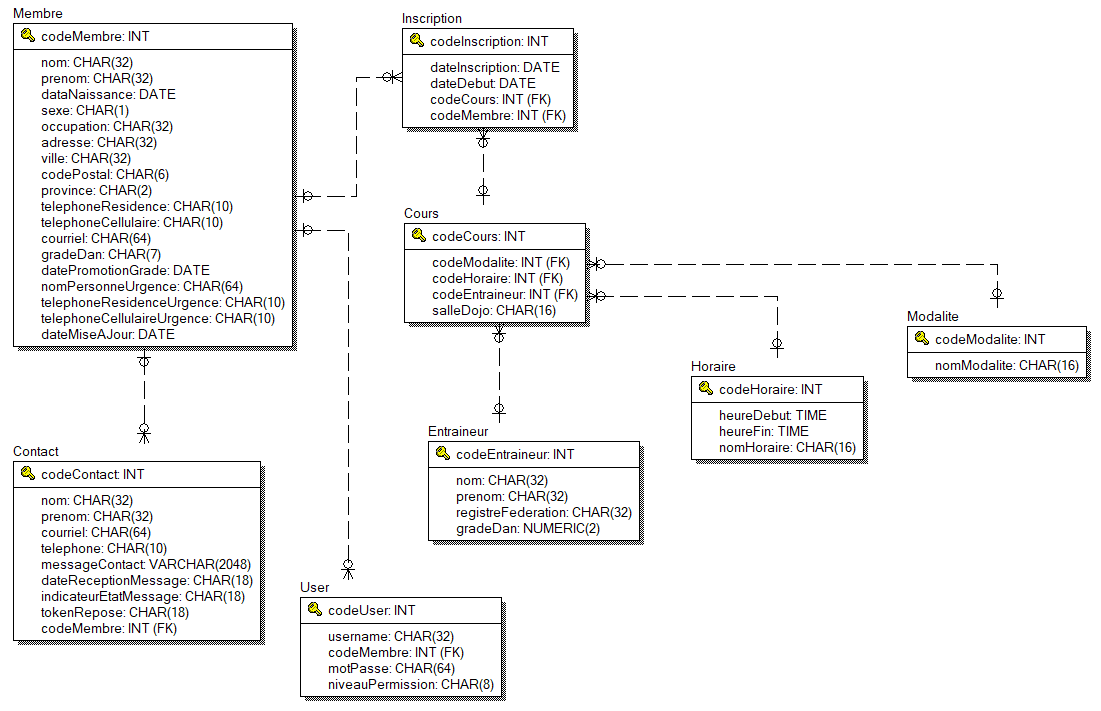 Membre
codeMembre: INT
nom: CHAR(32)
prenom: CHAR(32)
dataNaissance: DATE
sexe: CHAR(1)
occupation: CHAR(32)
adresse: CHAR(32)
ville: CHAR(32)
codePostal: CHAR(6)
province: CHAR(2)
telephoneResidence: CHAR(10)
telephoneCellulaire: CHAR(10)
courriel: CHAR(64)
gradeDan: CHAR(7)
datePromotionGrade: DATE
nomPersonneUrgence: CHAR(64)
telephoneResidenceUrgence: CHAR(10)
telephoneCellulaireUrgence: CHAR(10)
dateMiseAJour: DATE
Inscription
codeInscription: INT
dateInscription: DATE
dateDebut: DATE
codeCours: INT (FK)
codeMembre: INT (FK)
Cours
codeCours: INT
codeModalite: INT (FK)
codeHoraire: INT (FK)
codeEntraineur: INT (FK)
salleDojo: CHAR(16)
Modalite
codeModalite: INT
nomModalite: CHAR(16)
Horaire
codeHoraire: INT
heureDebut: TIME
heureFin: TIME
nomHoraire: CHAR(16)
Entraineur
codeEntraineur: INT
nom: CHAR(32)
prenom: CHAR(32)
registreFederation: CHAR(32)
gradeDan: NUMERIC(2)
Contact
codeContact: INT
nom: CHAR(32)
prenom: CHAR(32)
courriel: CHAR(64)
telephone: CHAR(10)
messageContact: VARCHAR(2048)
dateReceptionMessage: CHAR(18)
indicateurEtatMessage: CHAR(18)
tokenRepose: CHAR(18)
codeMembre: INT (FK)
User
codeUser: INT
username: CHAR(32)
codeMembre: INT (FK)
motPasse: CHAR(64)
niveauPermission: CHAR(8)